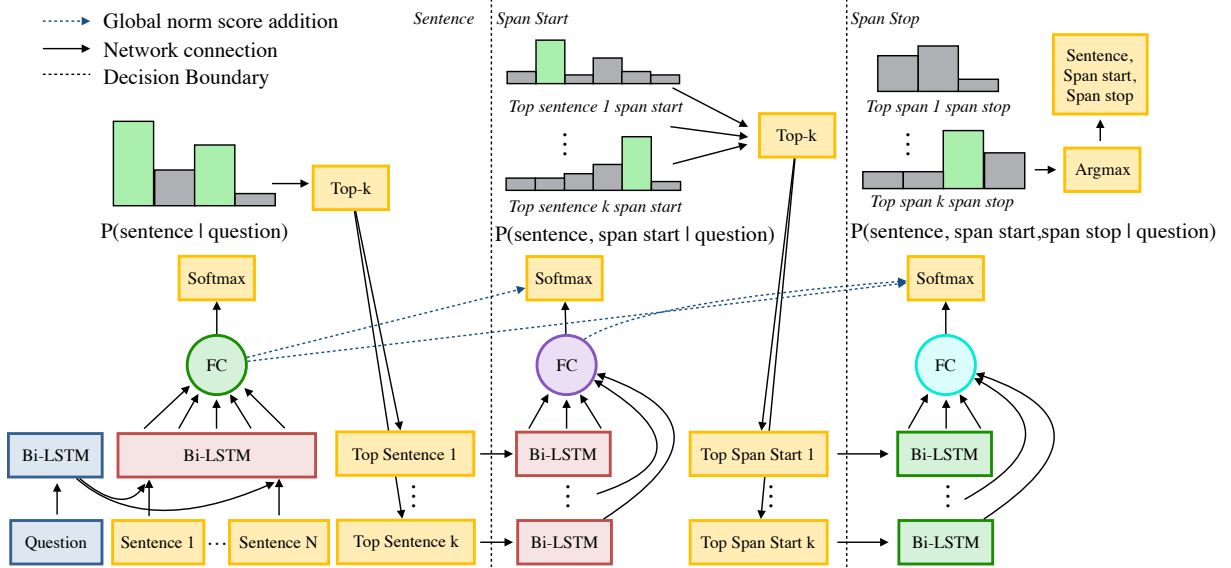 Global norm score addition
Network connection
Decision Boundary
Sentence
Top-k
P(sentence | question)
Softmax
FC
Bi-LSTM
Bi-LSTM
Question
Sentence 1
...
Sentence N
Top Sentence 1
...
Top Sentence k
Span Start
Top sentence 1 span start
...
Top sentence k span start
Top-k
P(sentence, span start | question)
Softmax
FC
Bi-LSTM
...
Bi-LSTM
Top Span Start 1
...
Top Span Start k
Span Stop
Top span 1 span stop
...
Top span k span stop
Sentence,
Span start,
Span stop
Argmax
P(sentence, span start,span stop | question)
Softmax
FC
Bi-LSTM
...
Bi-LSTM